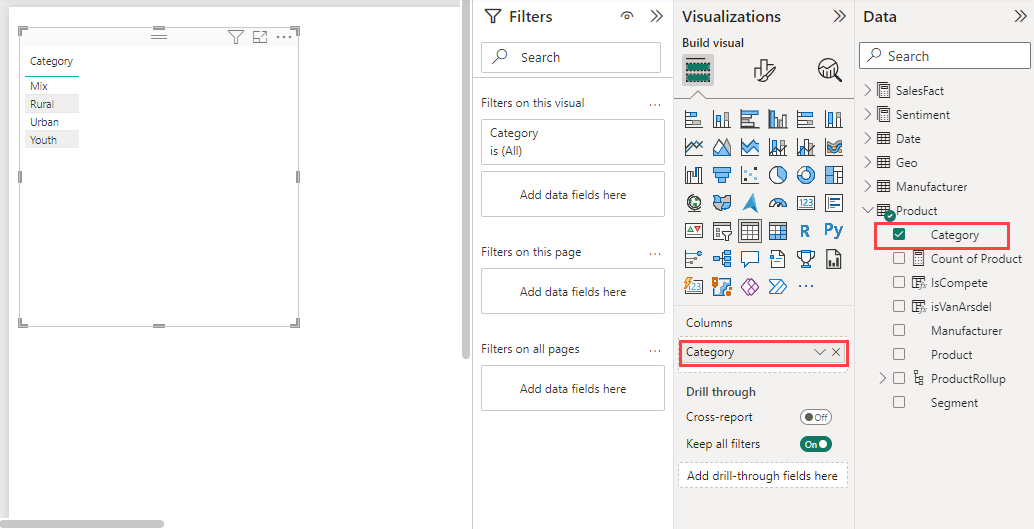 Category
Mix
Rural
Urban
Youth
Filters
Search
Filters on this visual
Category
is (All)
Add data fields here
Filters on this page
Add data fields here
Filters on all pages
Add data fields here
Visualizations
Build visual
123
R
Py
123
Columns
Category
Drill through
Cross-report
Off
Keep all filters
On
Add drill-through fields here
Data
Search
SalesFact
Sentiment
Date
Geo
Manufacturer
Product
Category
Count of Product
IsCompete
isVanArsdel
Manufacturer
Product
ProductRollup
Segment